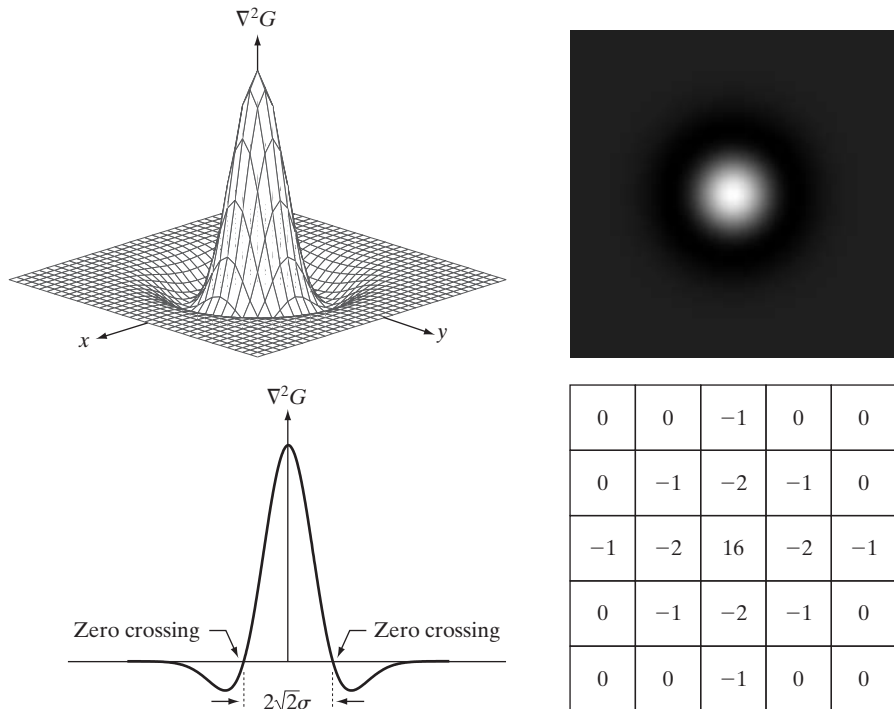 ∇²G
x
y
∇²G
Zero crossing
Zero crossing
2√2σ
0 0 −1 0 0
0 −1 −2 −1 0
−1 −2 16 −2 −1
0 −1 −2 −1 0
0 0 −1 0 0